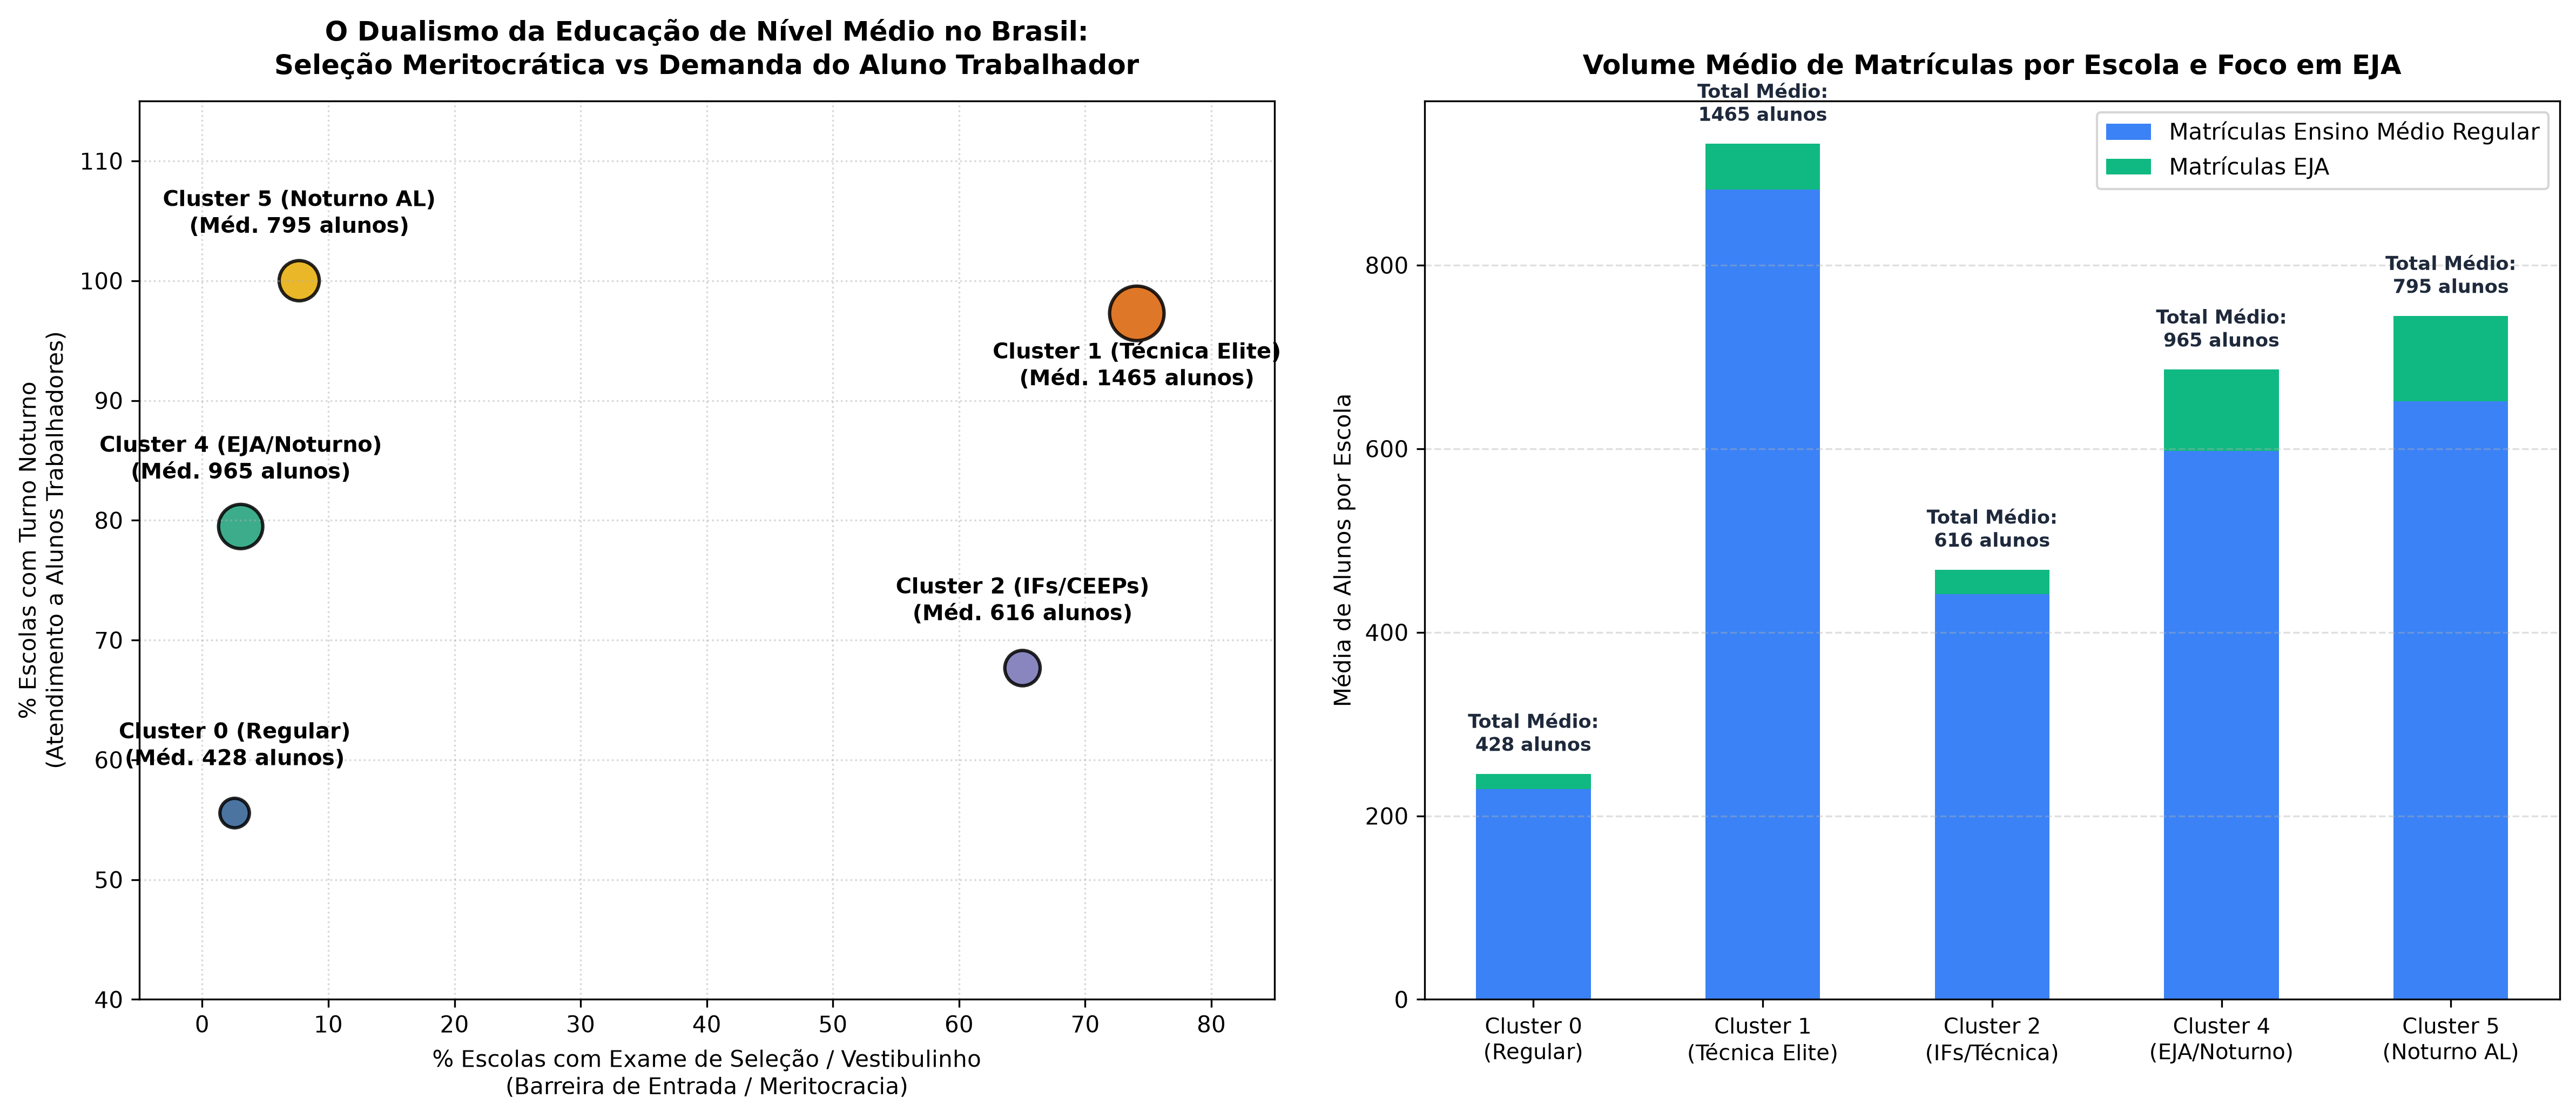 O Dualismo da Educação de Nível Médio no Brasil:
Seleção Meritocrática vs Demanda do Aluno Trabalhador
% Escolas com Turno Noturno
(Atendimento a Alunos Trabalhadores)
110
100
90
80
70
60
50
40
Cluster 5 (Noturno AL)
(Méd. 795 alunos)
Cluster 1 (Técnica Elite)
(Méd. 1465 alunos)
Cluster 4 (EJA/Noturno)
(Méd. 965 alunos)
Cluster 2 (IFs/CEEPs)
(Méd. 616 alunos)
Cluster 0 (Regular)
(Méd. 428 alunos)
0 10 20 30 40 50 60 70 80
% Escolas com Exame de Seleção / Vestibulinho
(Barreira de Entrada / Meritocracia)
Volume Médio de Matrículas por Escola e Foco em EJA
Matrículas Ensino Médio Regular
Matrículas EJA
Média de Alunos por Escola
800
600
400
200
0
Total Médio:
428 alunos
Total Médio:
1465 alunos
Total Médio:
616 alunos
Total Médio:
965 alunos
Total Médio:
795 alunos
Cluster 0
(Regular)
Cluster 1
(Técnica Elite)
Cluster 2
(IFs/Técnica)
Cluster 4
(EJA/Noturno)
Cluster 5
(Noturno AL)